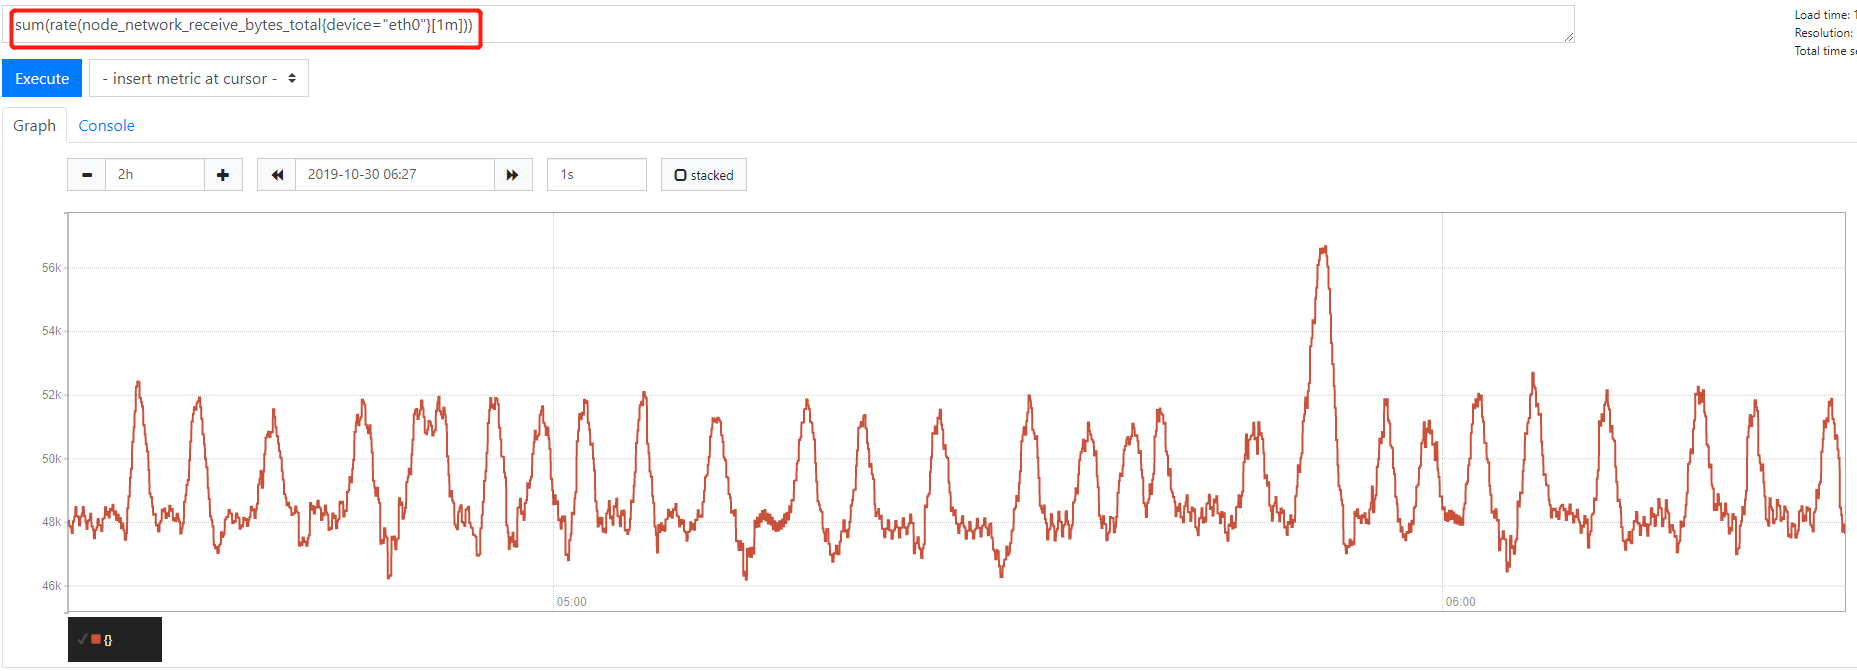 sum(rate(node_network_receive_bytes_total{device="eth0"}[1m]))
Load time: 1
Resolution:
Total time se
Execute
- insert metric at cursor -
Graph
Console
2h
2019-10-30 06:27
1s
stacked
56k
54k
52k
50k
48k
46k
05:00
06:00
{}